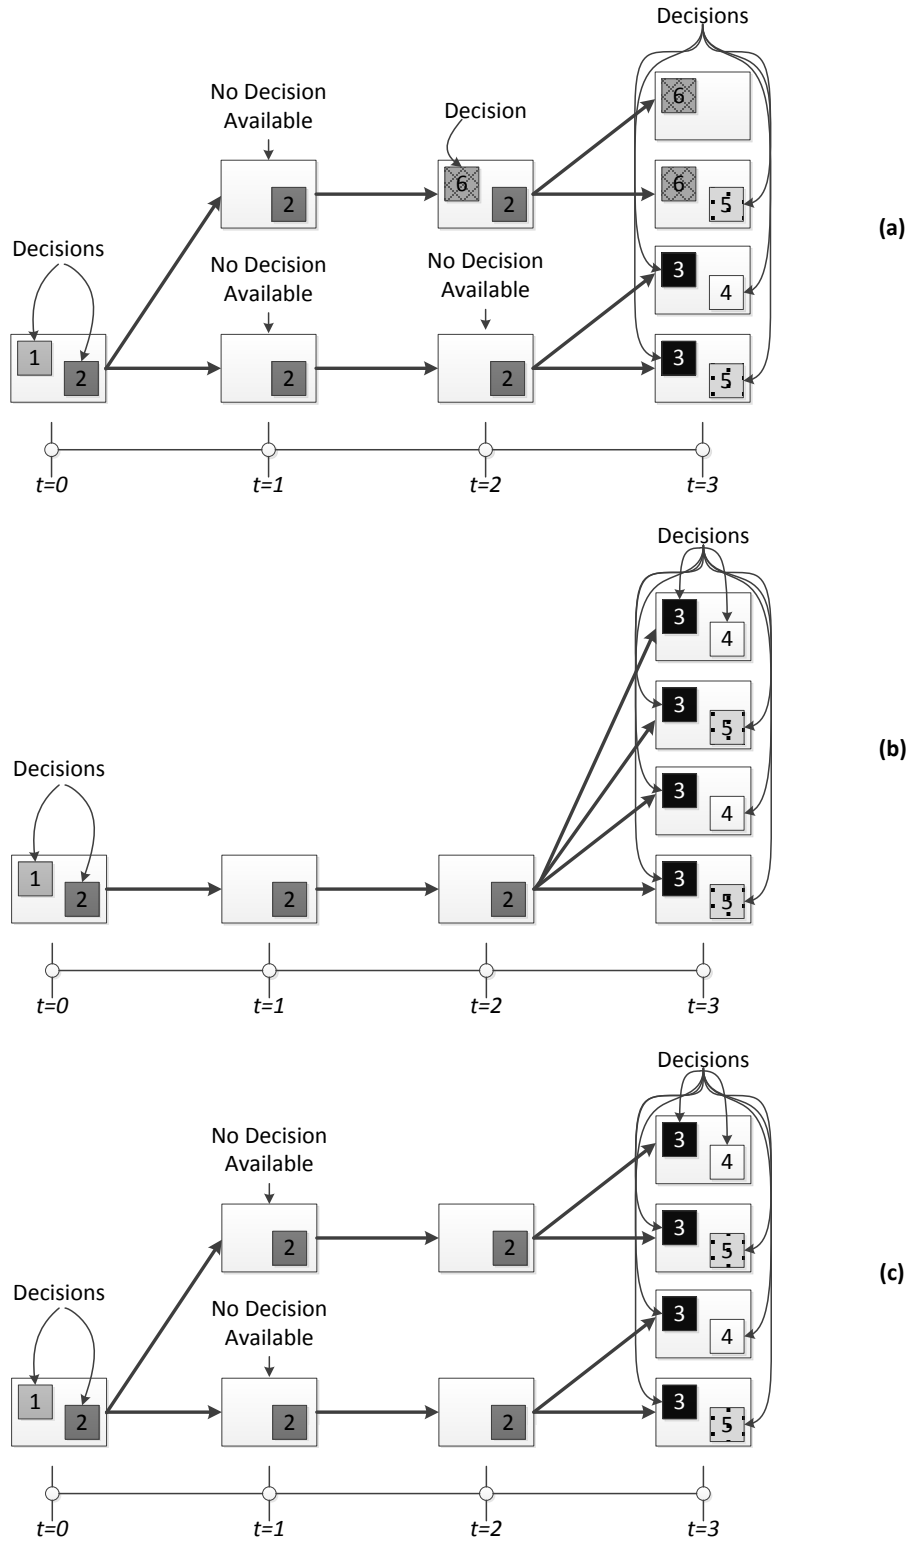 Decisions
6
No Decision
Available
Decision
6
2
2
6
5
(a)
Decisions
No Decision
Available
No Decision
Available
3
4
1
2
2
2
3
5
t=0
t=1
t=2
t=3
Decisions
3
4
3
5
(b)
Decisions
3
4
1
2
2
2
3
5
t=0
t=1
t=2
t=3
Decisions
No Decision
Available
3
4
2
2
3
5
(c)
Decisions
No Decision
Available
3
4
1
2
2
2
3
5
t=0
t=1
t=2
t=3